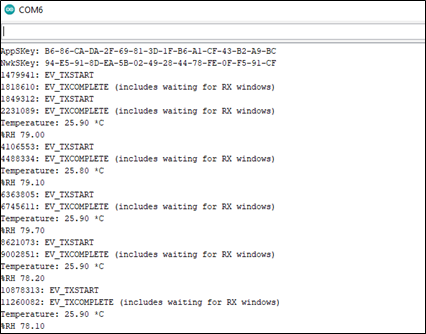 COM6
AppSKey: B6-86-CA-DA-2F-69-81-3D-1F-B6-A1-CF-43-B2-A9-BC
NwkSKey: 94-E5-91-8D-EA-5B-02-49-28-44-78-FE-0F-F5-91-CF
1479941: EV_TXSTART
1818610: EV_TXCOMPLETE (includes waiting for RX windows)
1849312: EV_TXSTART
2231089: EV_TXCOMPLETE (includes waiting for RX windows)
Temperature: 25.90 *C
%RH 79.00
4106553: EV_TXSTART
4488334: EV_TXCOMPLETE (includes waiting for RX windows)
Temperature: 25.80 *C
%RH 79.10
6363805: EV_TXSTART
6745611: EV_TXCOMPLETE (includes waiting for RX windows)
Temperature: 25.90 *C
%RH 79.70
8621073: EV_TXSTART
9002851: EV_TXCOMPLETE (includes waiting for RX windows)
Temperature: 25.90 *C
%RH 78.20
10878313: EV_TXSTART
11260082: EV_TXCOMPLETE (includes waiting for RX windows)
Temperature: 25.90 *C
%RH 78.10